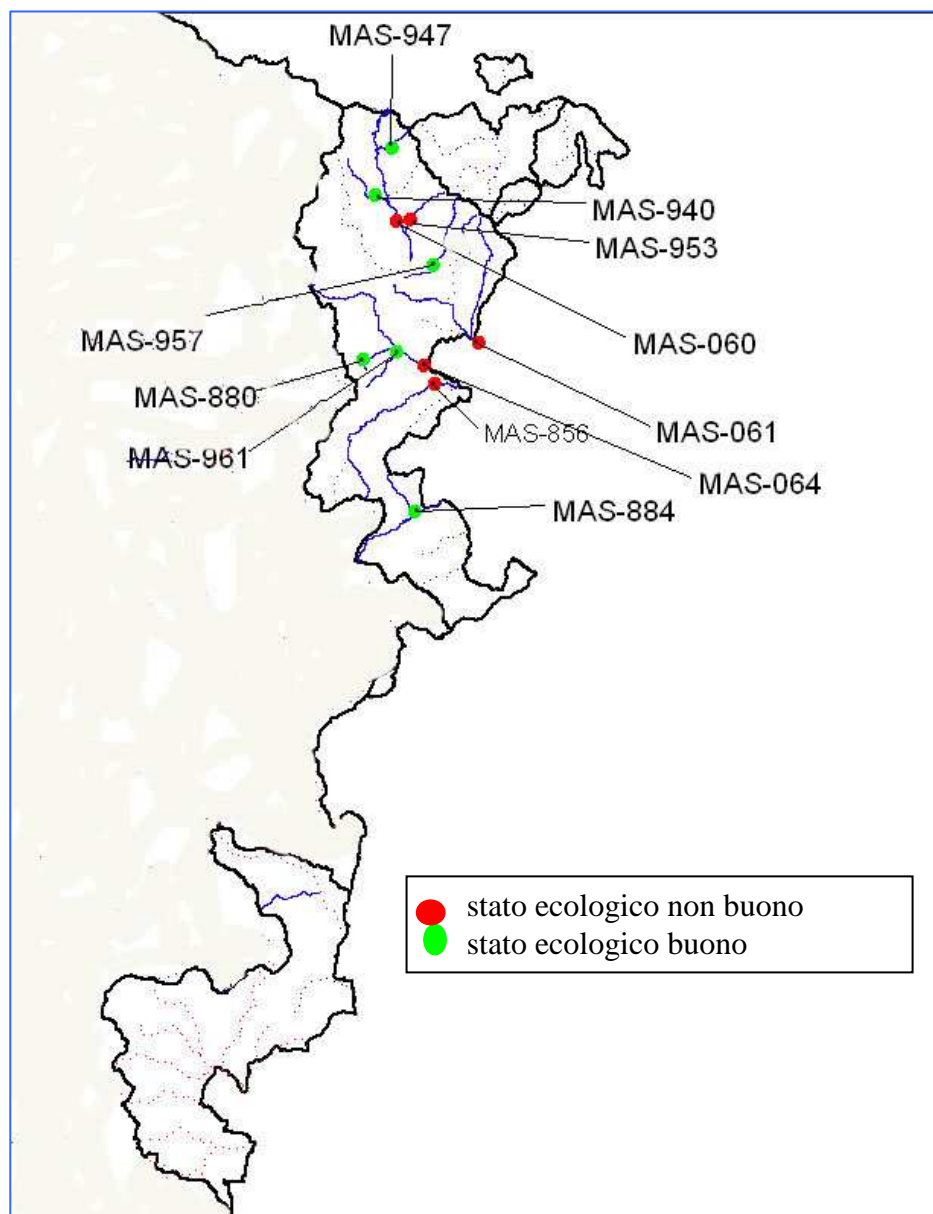 MAS-947
MAS-940
MAS-953
MAS-957
MAS-060
MAS-880
MAS-856
MAS-061
MAS-961
MAS-064
MAS-884
stato ecologico non buono
stato ecologico buono